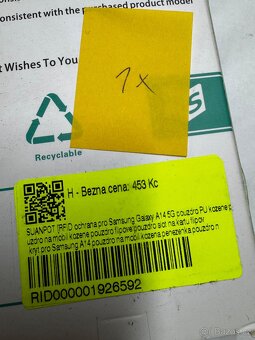 onsistent with the purchased product model
t Wishes To You
1x
RECYCLABLE
S
H - Bezna cena: 453 Kc
SUANPOT [RFID ochrana pro Samsung Galaxy A14 5G pouzdro PU kozene p
uzdro na mobil kozene pouzdro flipove pouzdro slot na kartu flipov
kryt pro Samsung A14 pouzdro na mobil kozena penezenka pouzdro n
RID000001926592